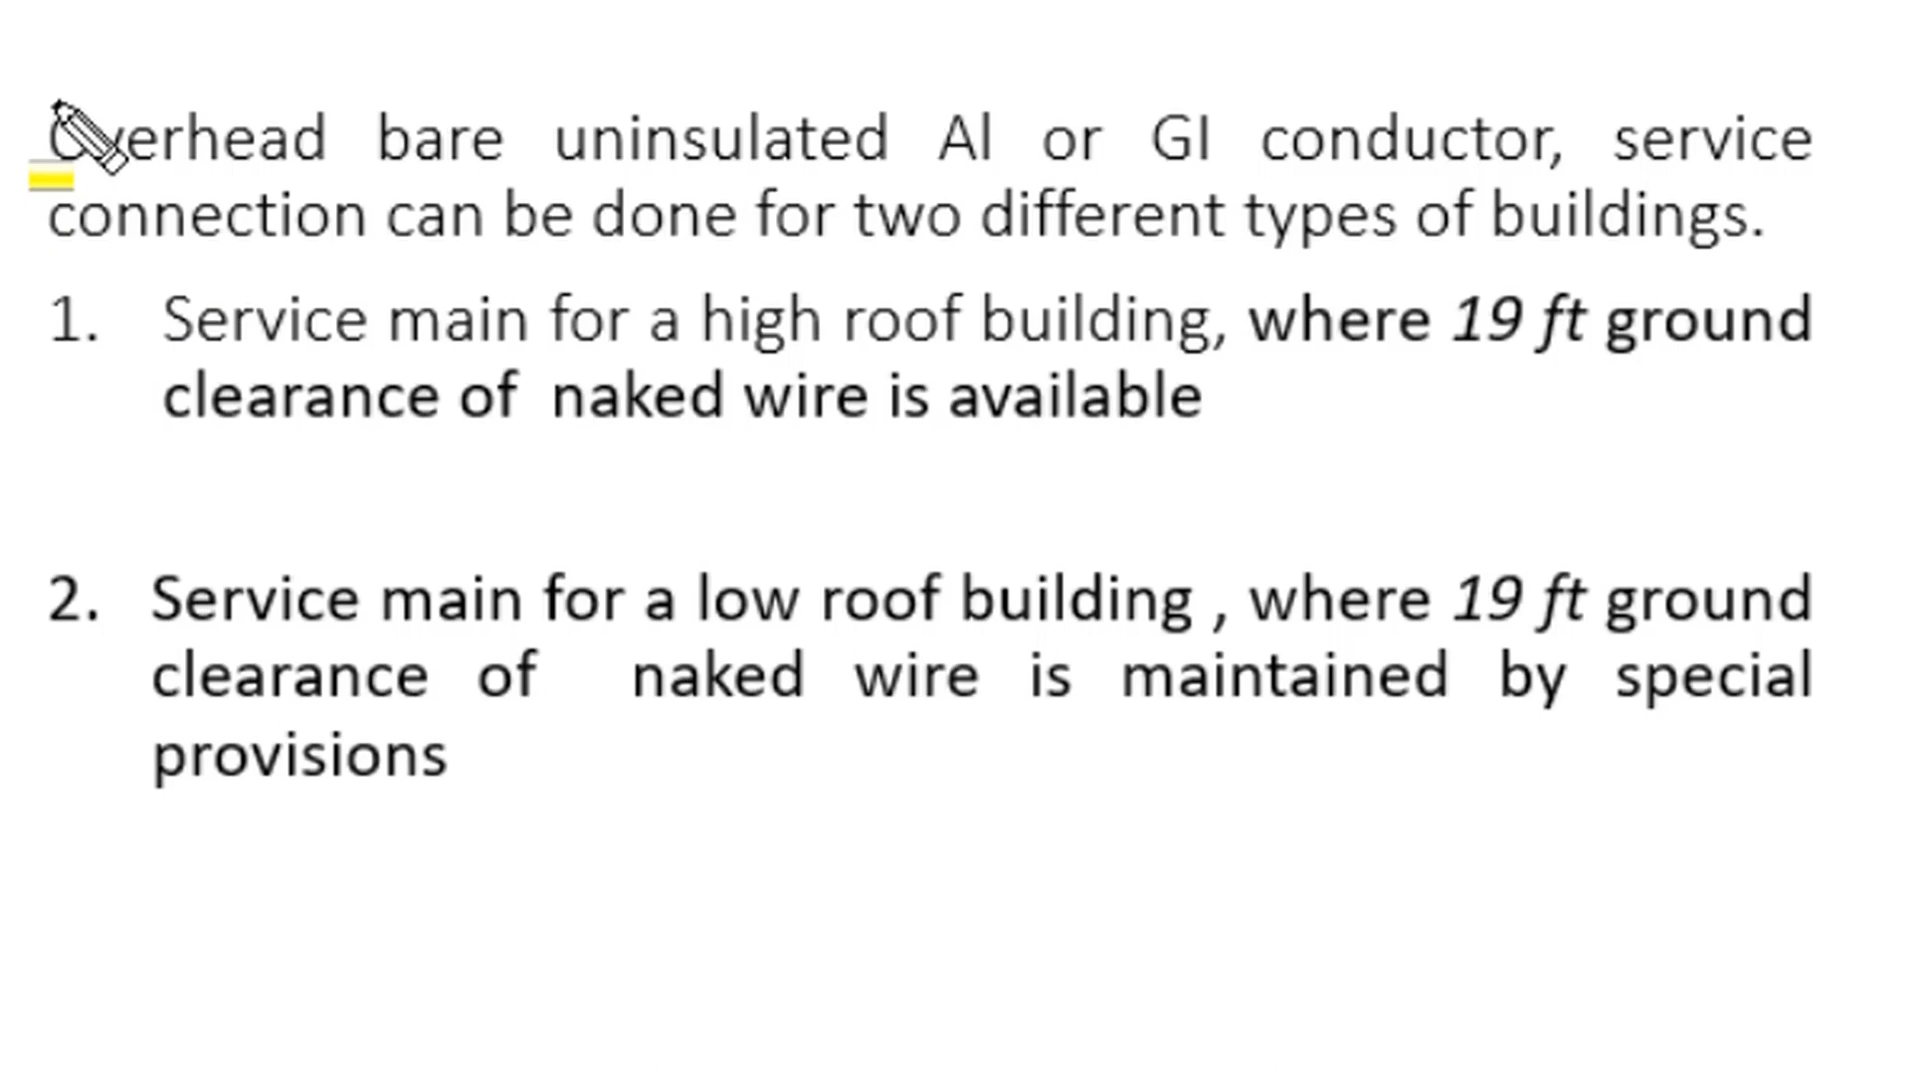 Overhead bare uninsulated Al or GI conductor, service
connection can be done for two different types of buildings.
1. Service main for a high roof building, where 19 ft ground
clearance of naked wire is available
2. Service main for a low roof building , where 19 ft ground
clearance of naked wire is maintained by special
provisions